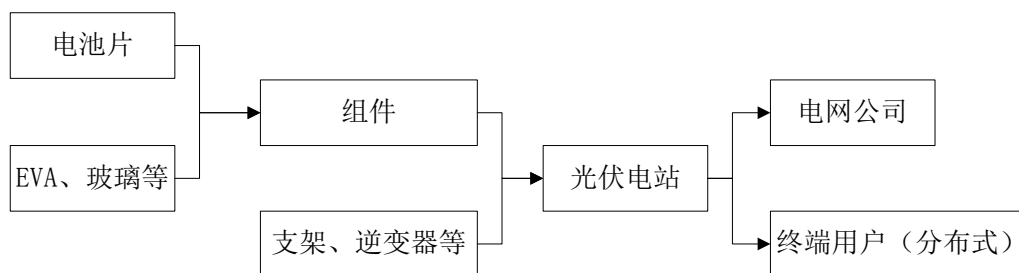 电池片
EVA、玻璃等
组件
支架、逆变器等
光伏电站
电网公司
终端用户（分布式）